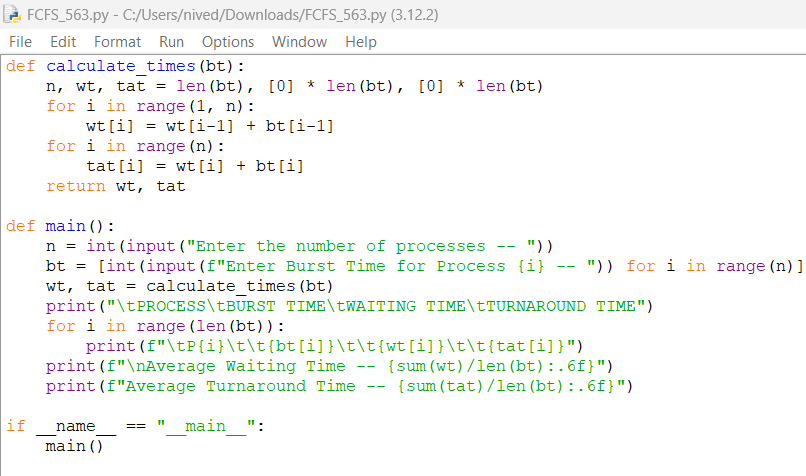 FCFS_563.py - C:/Users/nived/Downloads/FCFS_563.py (3.12.2)
File Edit Format Run Options Window Help
def calculate_times(bt):
    n, wt, tat = len(bt), [0] * len(bt), [0] * len(bt)
    for i in range(1, n):
        wt[i] = wt[i-1] + bt[i-1]
    for i in range(n):
        tat[i] = wt[i] + bt[i]
    return wt, tat

def main():
    n = int(input("Enter the number of processes -- "))
    bt = [int(input(f"Enter Burst Time for Process {i} -- ")) for i in range(n)]
    wt, tat = calculate_times(bt)
    print("\tPROCESS\tBURST TIME\tWAITING TIME\tTURNAROUND TIME")
    for i in range(len(bt)):
        print(f"\tP{i}\t\t{bt[i]}\t\t{wt[i]}\t\t{tat[i]}")
    print(f"\nAverage Waiting Time -- {sum(wt)/len(bt):.6f}")
    print(f"Average Turnaround Time -- {sum(tat)/len(bt):.6f}")

if __name__ == "__main__":
    main()